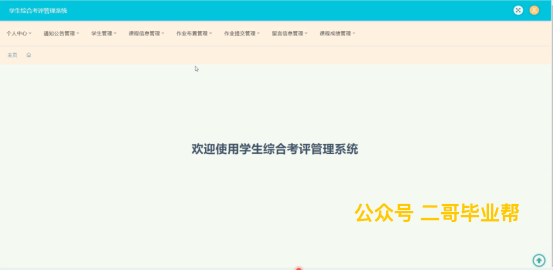 学生综合考评管理系统
个人中心 通知公告管理 学生管理 课程信息管理 作业布置管理 作业提交管理 留言信息管理 课程成绩管理
主页
欢迎使用学生综合考评管理系统
公众号 二哥毕业帮